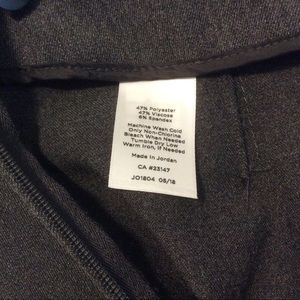 47% Polyester
47% Viscose
6% Spandex
Machine Wash Cold
Only Non-Chlorine
Bleach When Needed
Tumble Dry Low
Warm Iron, If Needed
Made In Jordan
CA #23147
JO1804 05/18